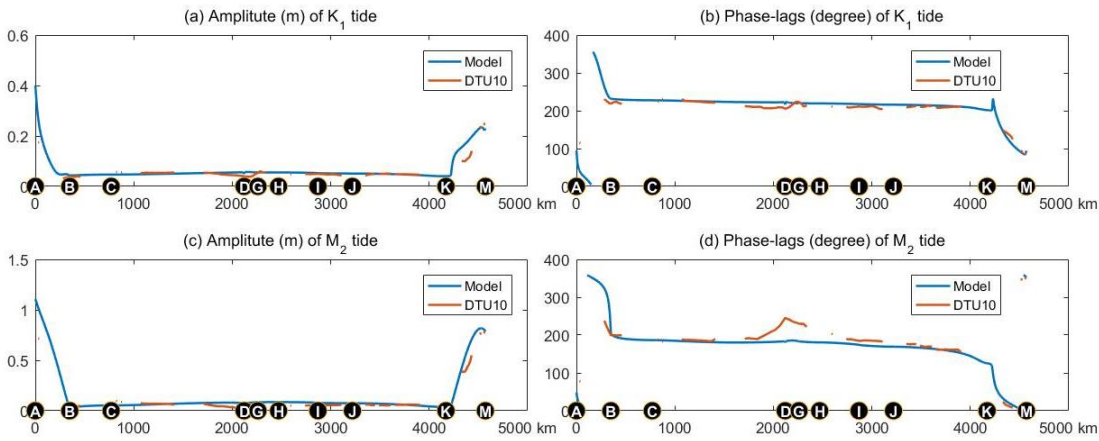 (a) Amplitude (m) of K1 tide
0.6
0.4
0.2
0
Model
DTU10
A B C D G H I J K M
0 1000 2000 3000 4000 5000 km
(b) Phase-lags (degree) of K1 tide
400
300
200
100
0
Model
DTU10
A B C D G H I J K M
0 1000 2000 3000 4000 5000 km
(c) Amplitude (m) of M2 tide
1.5
1
0.5
0
Model
DTU10
A B C D G H I J K M
0 1000 2000 3000 4000 5000 km
(d) Phase-lags (degree) of M2 tide
400
300
200
100
0
Model
DTU10
A B C D G H I J K M
0 1000 2000 3000 4000 5000 km